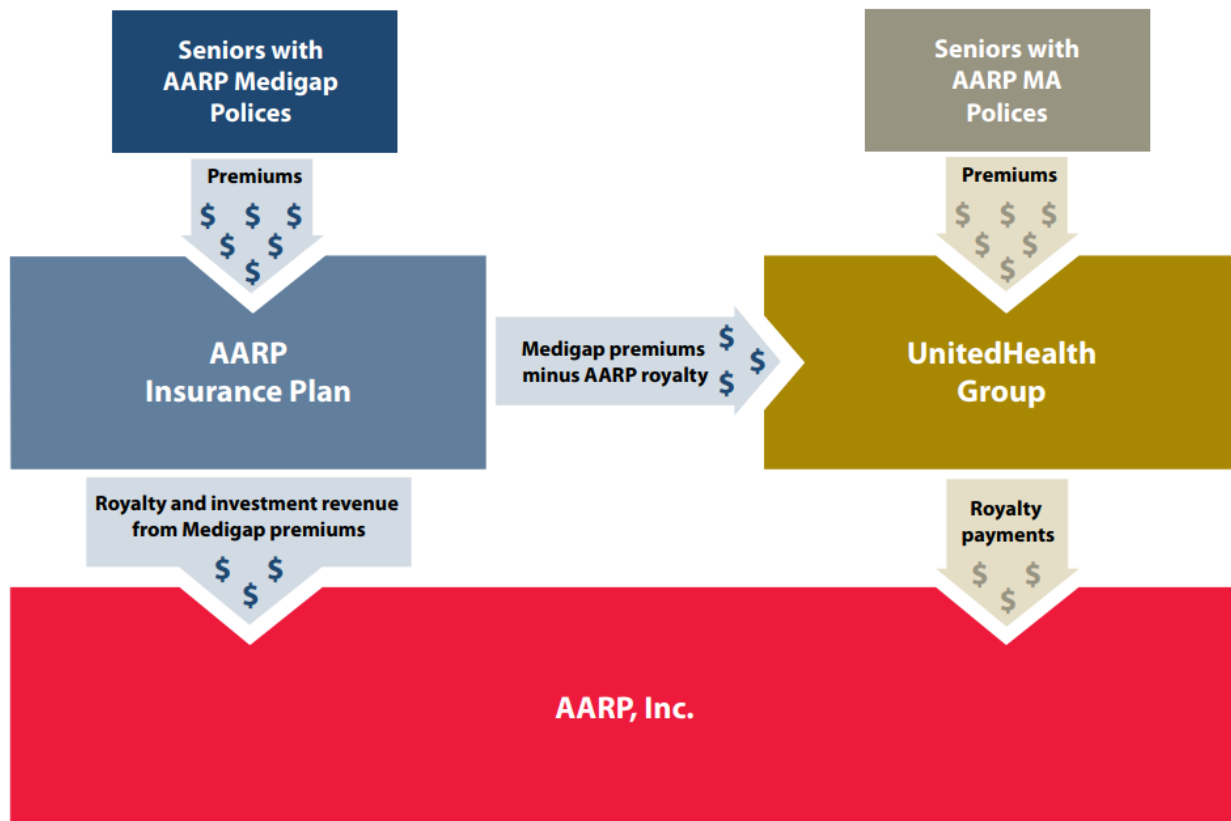 Seniors with
AARP Medigap
Polices
Seniors with
AARP MA
Polices
Premiums
$ $ $
$ $
$
Premiums
$ $ $
$ $
$
AARP
Insurance Plan
Medigap premiums
minus AARP royalty
$
$
$
UnitedHealth
Group
Royalty and investment revenue
from Medigap premiums
$ $
$
Royalty
payments
$ $
$
AARP, Inc.